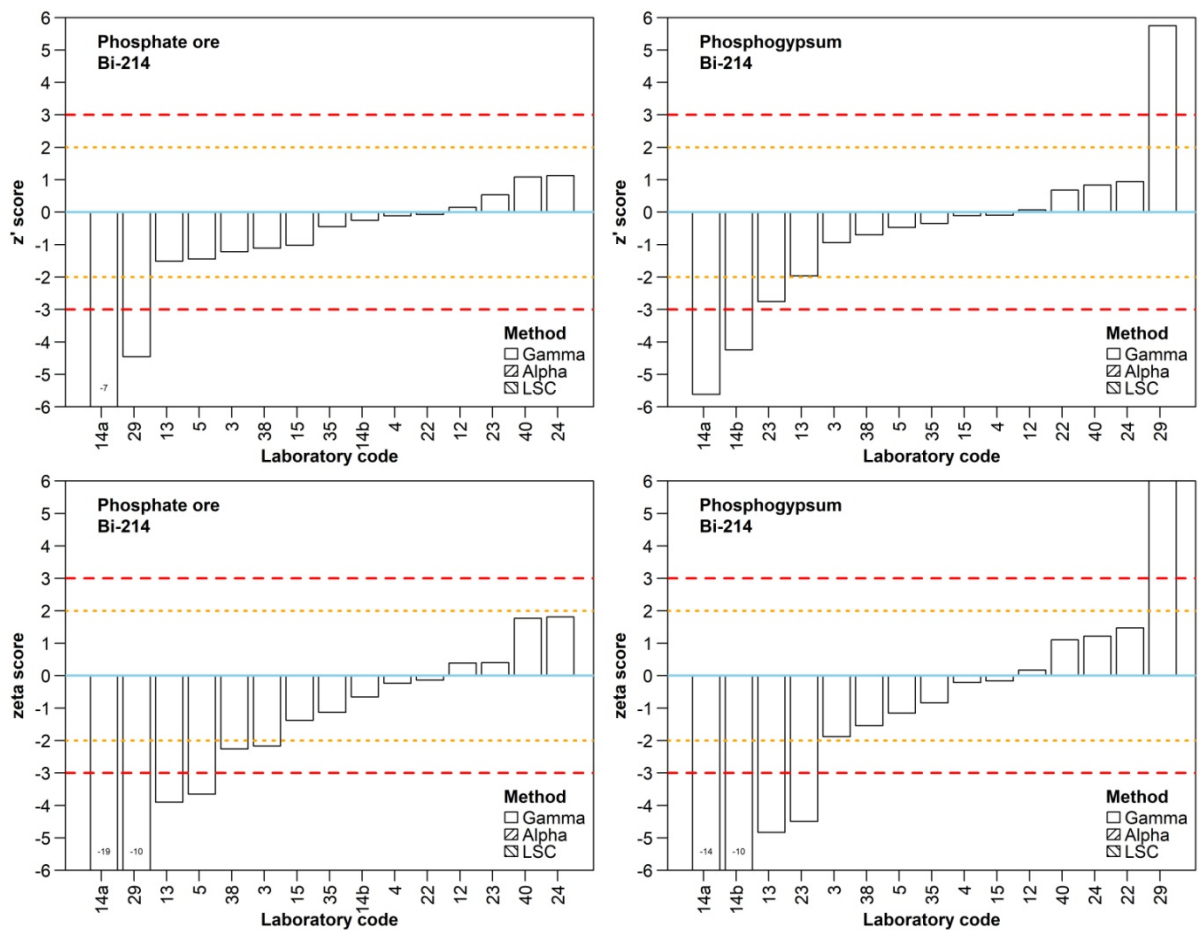 Phosphate ore
Bi-214
6
5
4
3
2
1
0
-1
-2
-3
-4
-5
-6
z' score
-7
Method
Gamma
Alpha
LSC
14a 29 13 5 3 38 15 35 14b 4 22 12 23 40 24
Laboratory code
Phosphogypsum
Bi-214
6
5
4
3
2
1
0
-1
-2
-3
-4
-5
-6
z' score
Method
Gamma
Alpha
LSC
14a 14b 23 13 3 38 5 35 15 4 12 22 40 24 29
Laboratory code
Phosphate ore
Bi-214
6
5
4
3
2
1
0
-1
-2
-3
-4
-5
-6
zeta score
-19 -10
Method
Gamma
Alpha
LSC
14a 29 13 5 38 3 15 35 14b 4 22 12 23 40 24
Laboratory code
Phosphogypsum
Bi-214
6
5
4
3
2
1
0
-1
-2
-3
-4
-5
-6
zeta score
-14 -10
Method
Gamma
Alpha
LSC
14a 14b 13 23 3 38 5 35 4 15 12 40 24 22 29
Laboratory code